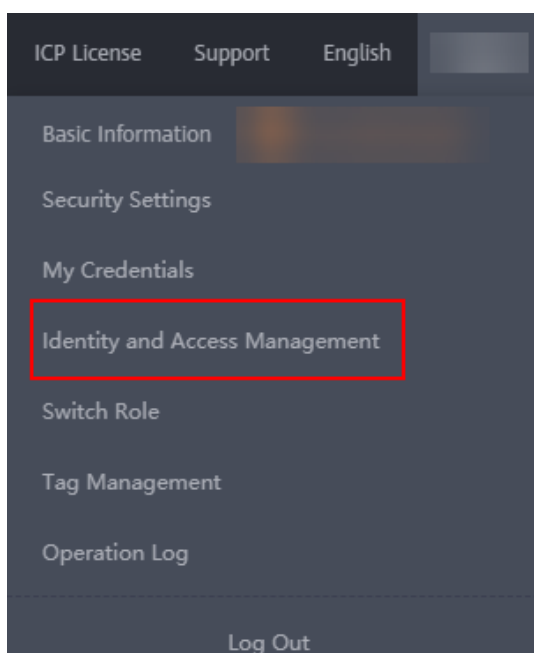 ICP License Support English
Basic Information
Security Settings
My Credentials
Identity and Access Management
Switch Role
Tag Management
Operation Log
Log Out